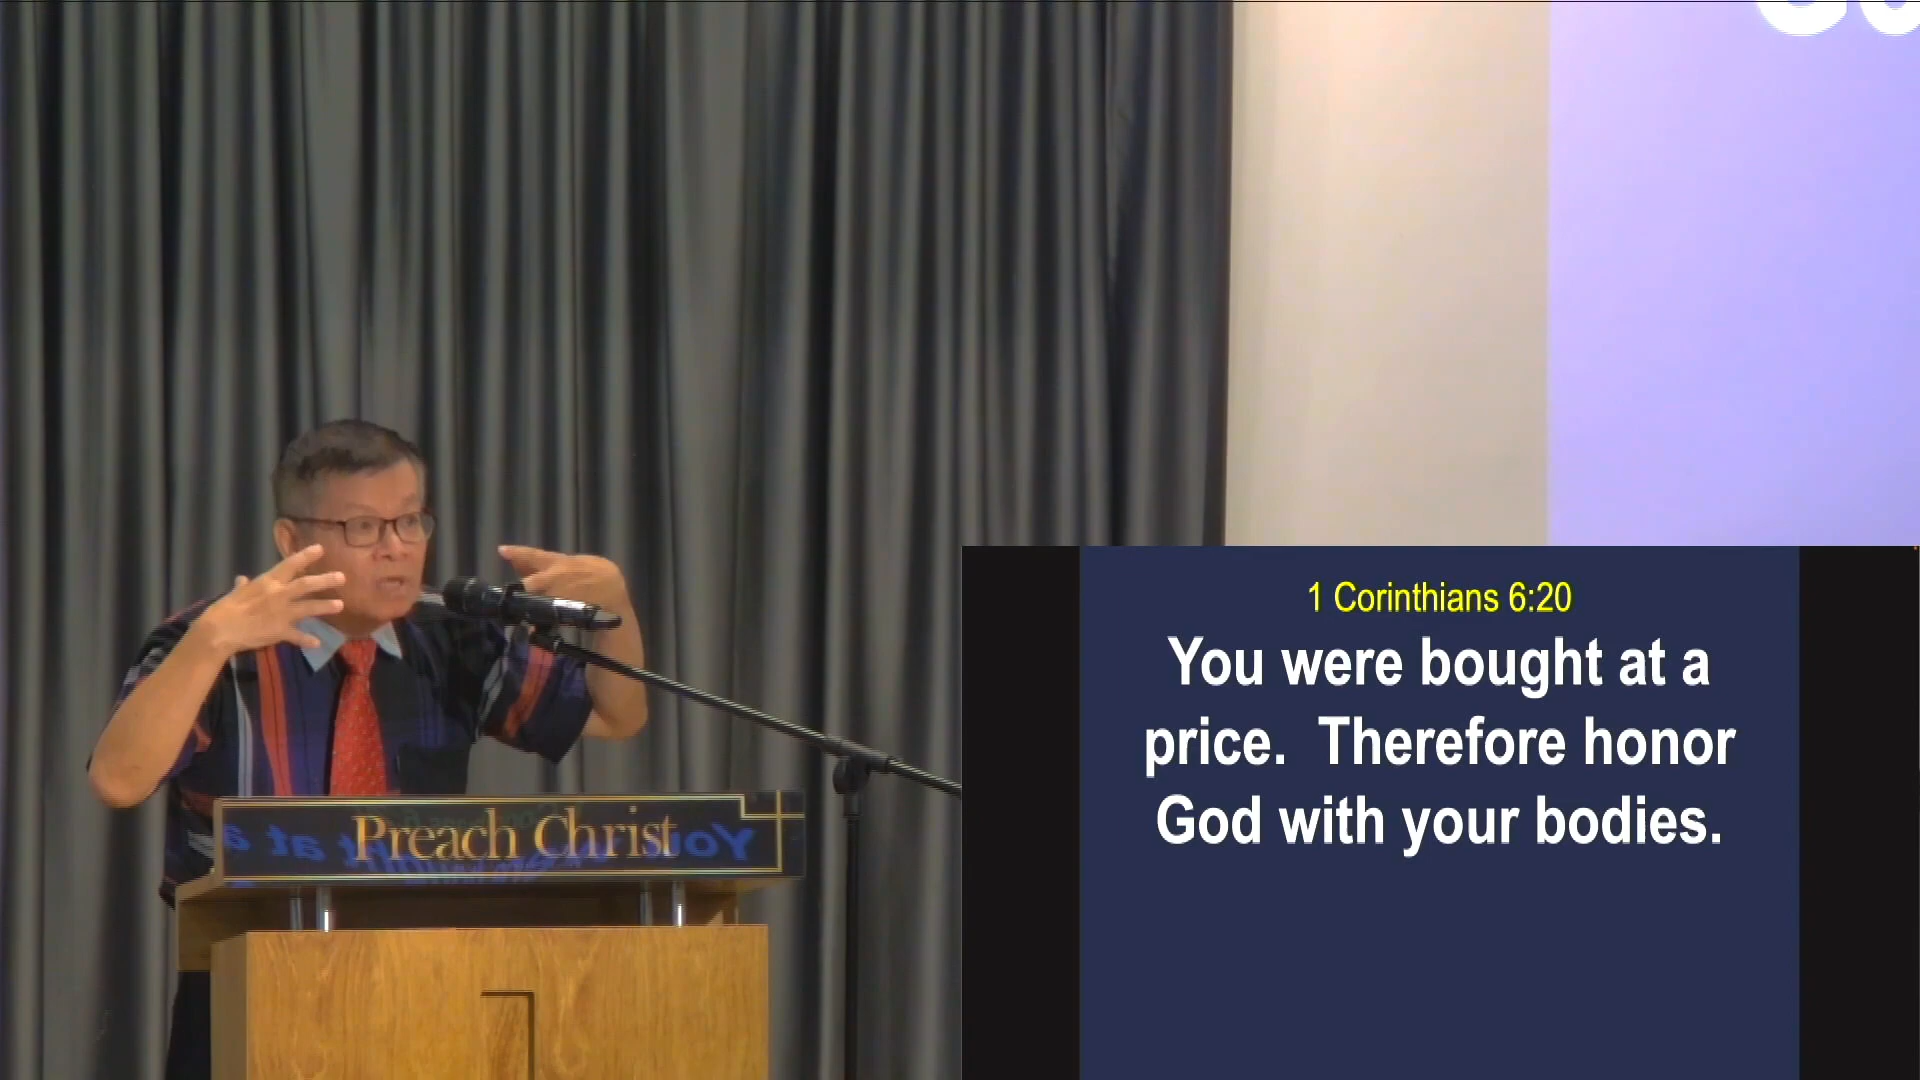 1 Corinthians 6:20
You were bought at a
price.  Therefore honor
God with your bodies.
Preach Christ